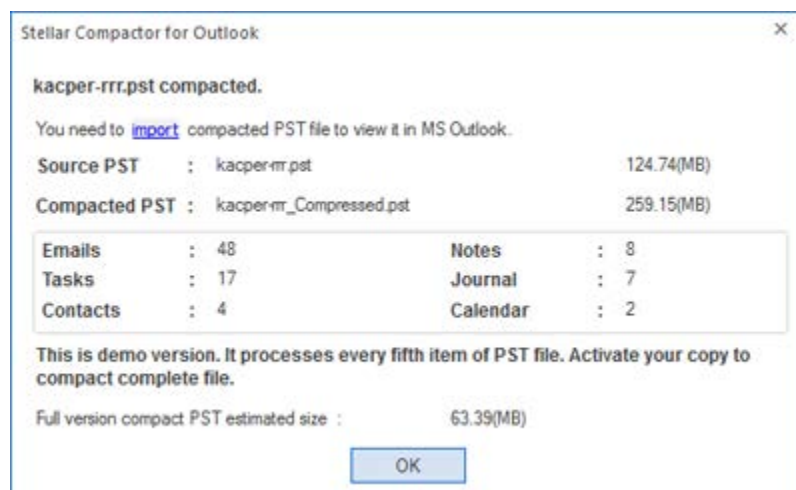 Stellar Compactor for Outlook
kacper-rrr.pst compacted.
You need to import compacted PST file to view it in MS Outlook.
Source PST : kacper-rrr.pst 124.74(MB)
Compacted PST : kacper-rrr_Compressed.pst 259.15(MB)
Emails : 48 Notes : 8
Tasks : 17 Journal : 7
Contacts : 4 Calendar : 2
This is demo version. It processes every fifth item of PST file. Activate your copy to
compact complete file.
Full version compact PST estimated size : 63.39(MB)
OK